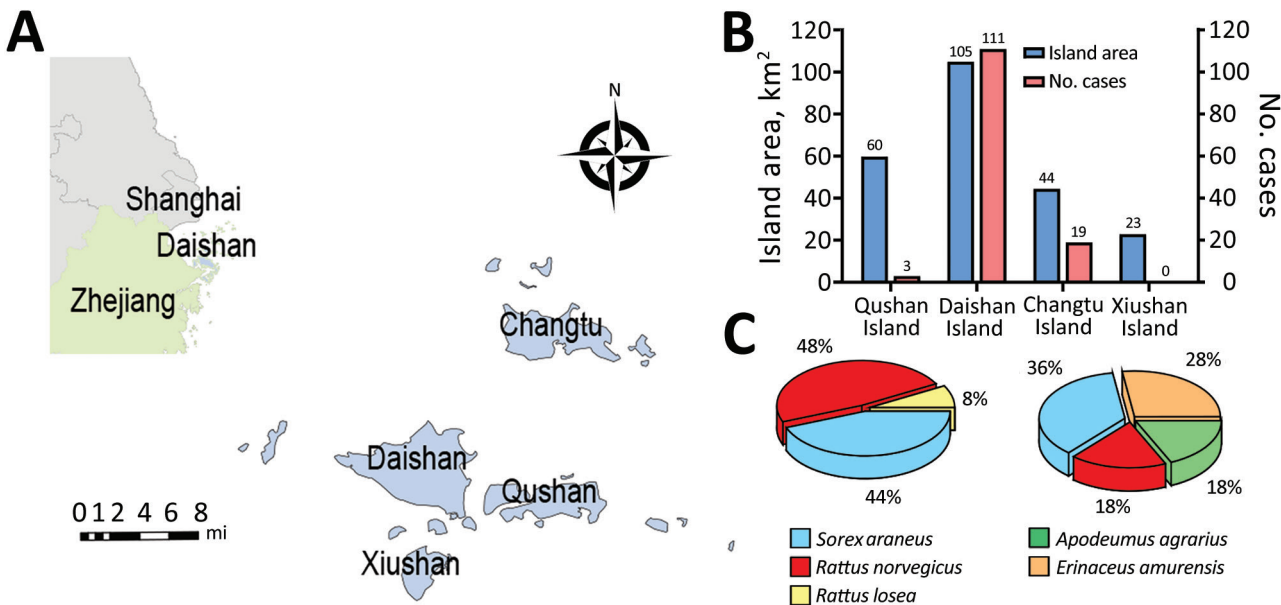 A
Shanghai
Daishan
Zhejiang
N
Changtu
Daishan
Qushan
Xiushan
0 1 2 4 6 8
mi
B
Island area, km²
120
100
80
60
40
20
0
60
3
105
111
44
19
23
0
Island area
No. cases
120
100
80
60
40
20
0
No. cases
Qushan
Island
Daishan
Island
Changtu
Island
Xiushan
Island
C
48%
8%
44%
36%
28%
18%
18%
Sorex araneus
Rattus norvegicus
Rattus losea
Apodeumus agrarius
Erinaceus amurensis